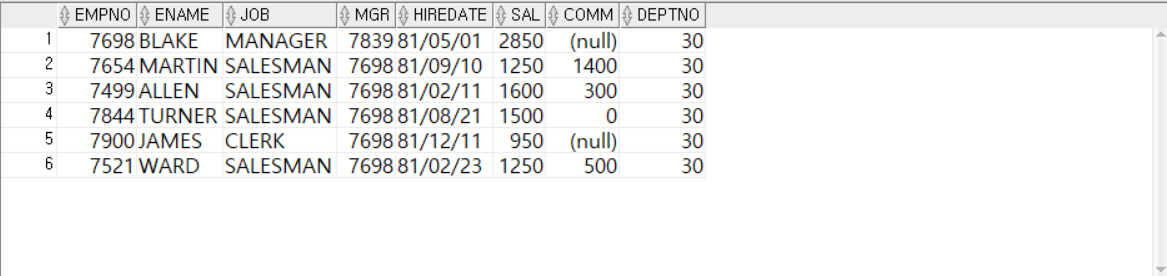 EMPNO ENAME JOB MGR HIREDATE SAL COMM DEPTNO
1 7698 BLAKE MANAGER 7839 81/05/01 2850 (null) 30
2 7654 MARTIN SALESMAN 7698 81/09/10 1250 1400 30
3 7499 ALLEN SALESMAN 7698 81/02/11 1600 300 30
4 7844 TURNER SALESMAN 7698 81/08/21 1500 0 30
5 7900 JAMES CLERK 7698 81/12/11 950 (null) 30
6 7521 WARD SALESMAN 7698 81/02/23 1250 500 30